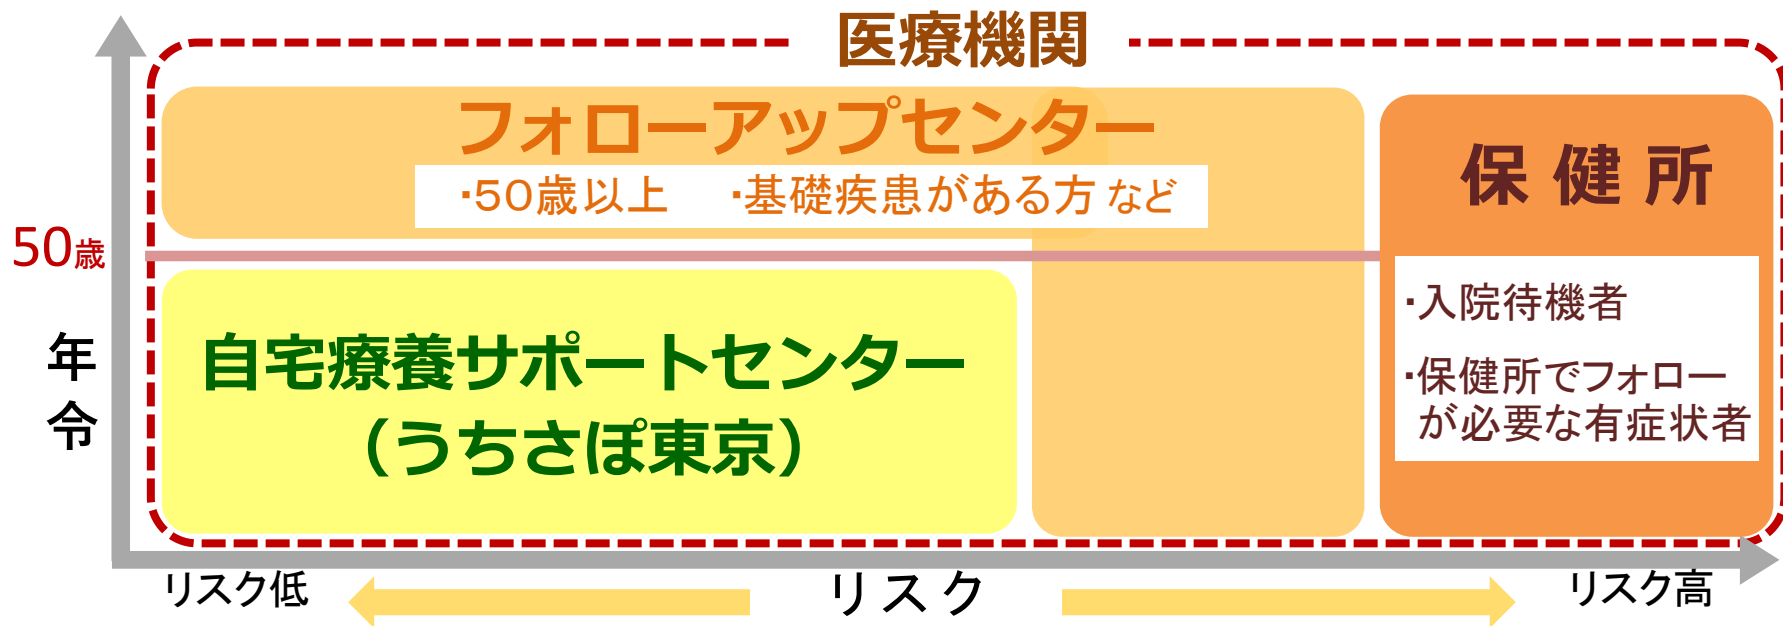 医療機関
フォローアップセンター
・50歳以上　・基礎疾患がある方 など
保健所
50歳
・入院待機者
・保健所でフォロー
が必要な有症状者
年令
自宅療養サポートセンター
（うちさぽ東京）
リスク低
リスク
リスク高